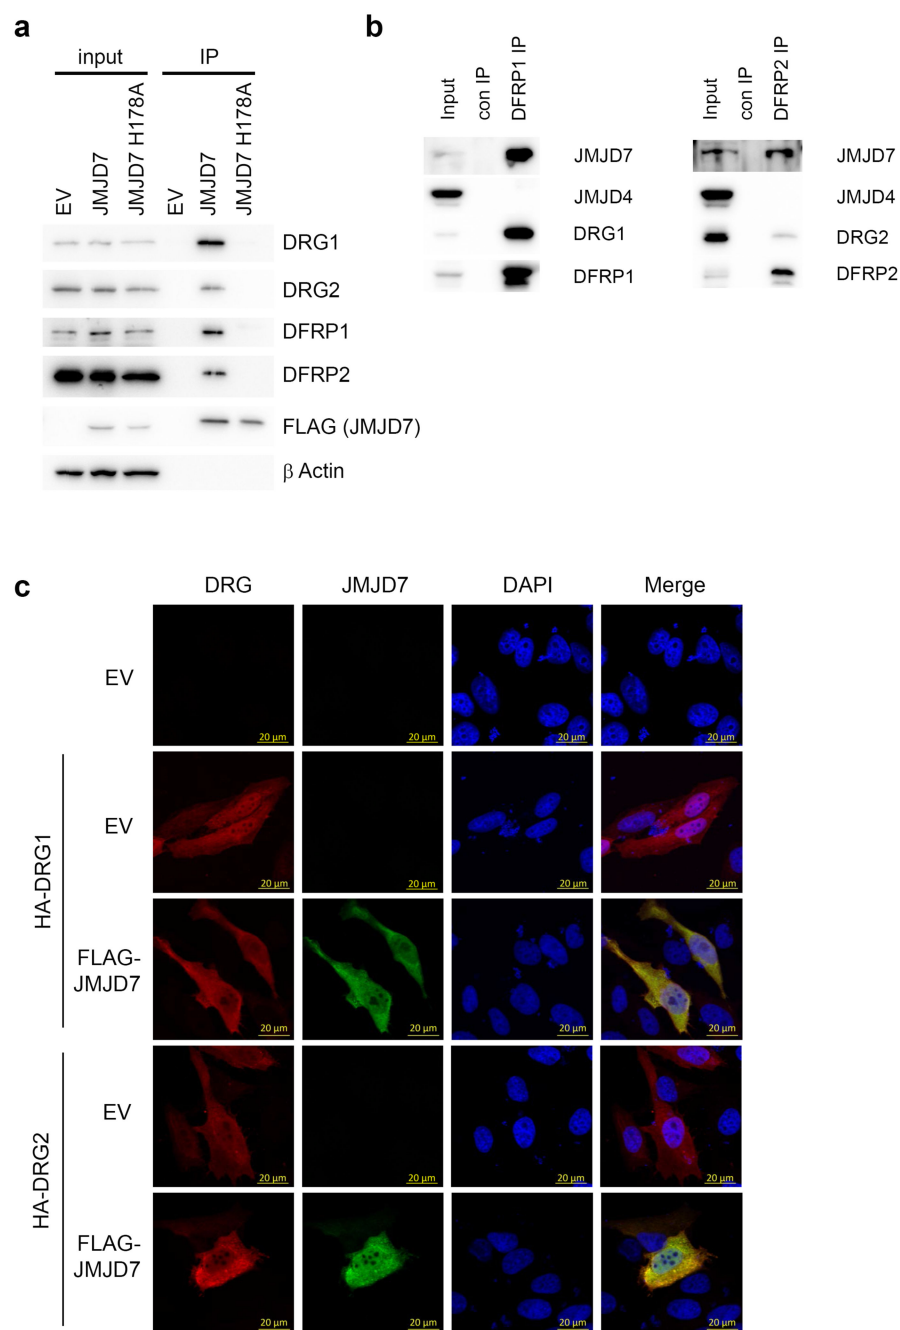 a
input IP
EV
JMJD7
JMJD7 H178A
EV
JMJD7
JMJD7 H178A
DRG1
DRG2
DFRP1
DFRP2
FLAG (JMJD7)
β Actin
b
Input
con IP
DFRP1 IP
JMJD7
JMJD4
DRG1
DFRP1
Input
con IP
DFRP2 IP
JMJD7
JMJD4
DRG2
DFRP2
c
DRG JMJD7 DAPI Merge
EV
20 µm 20 µm 20 µm 20 µm
HA-DRG1
EV
20 µm 20 µm 20 µm 20 µm
FLAG-
JMJD7
20 µm 20 µm 20 µm 20 µm
HA-DRG2
EV
20 µm 20 µm 20 µm 20 µm
FLAG-
JMJD7
20 µm 20 µm 20 µm 20 µm